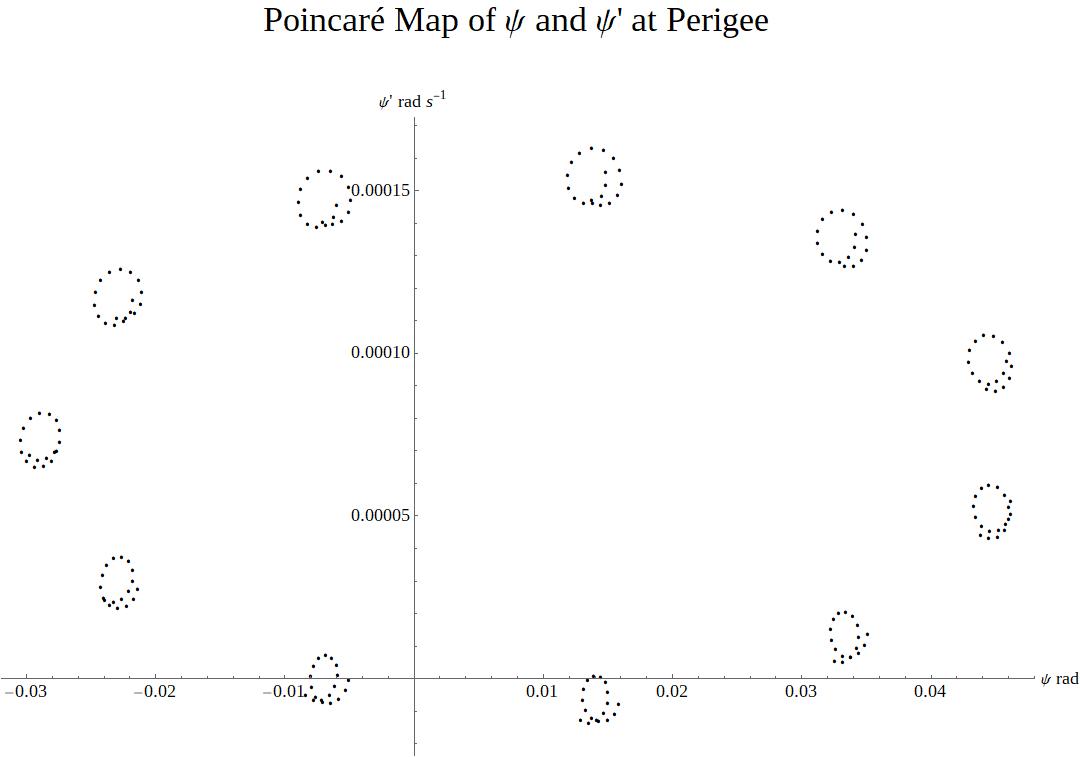 Poincaré Map of ψ and ψ' at Perigee
ψ' rad s⁻¹
0.00015
0.00010
0.00005
−0.03 −0.02 −0.01 0.01 0.02 0.03 0.04 ψ rad